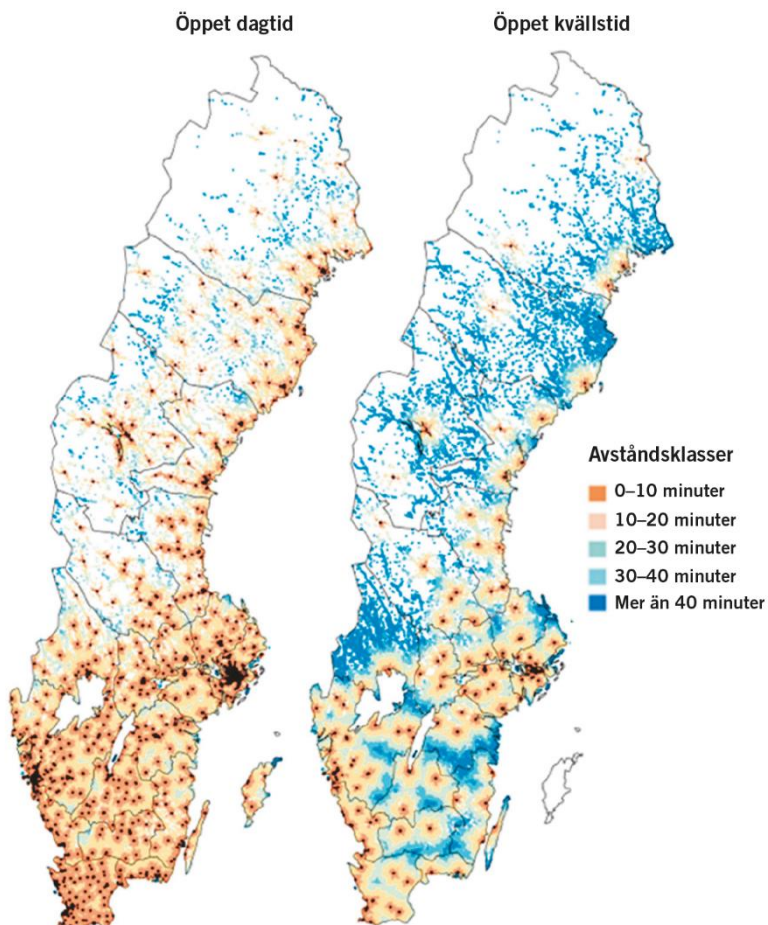 Öppet dagtid
Öppet kvällstid
Avståndsklasser
0–10 minuter
10–20 minuter
20–30 minuter
30–40 minuter
Mer än 40 minuter